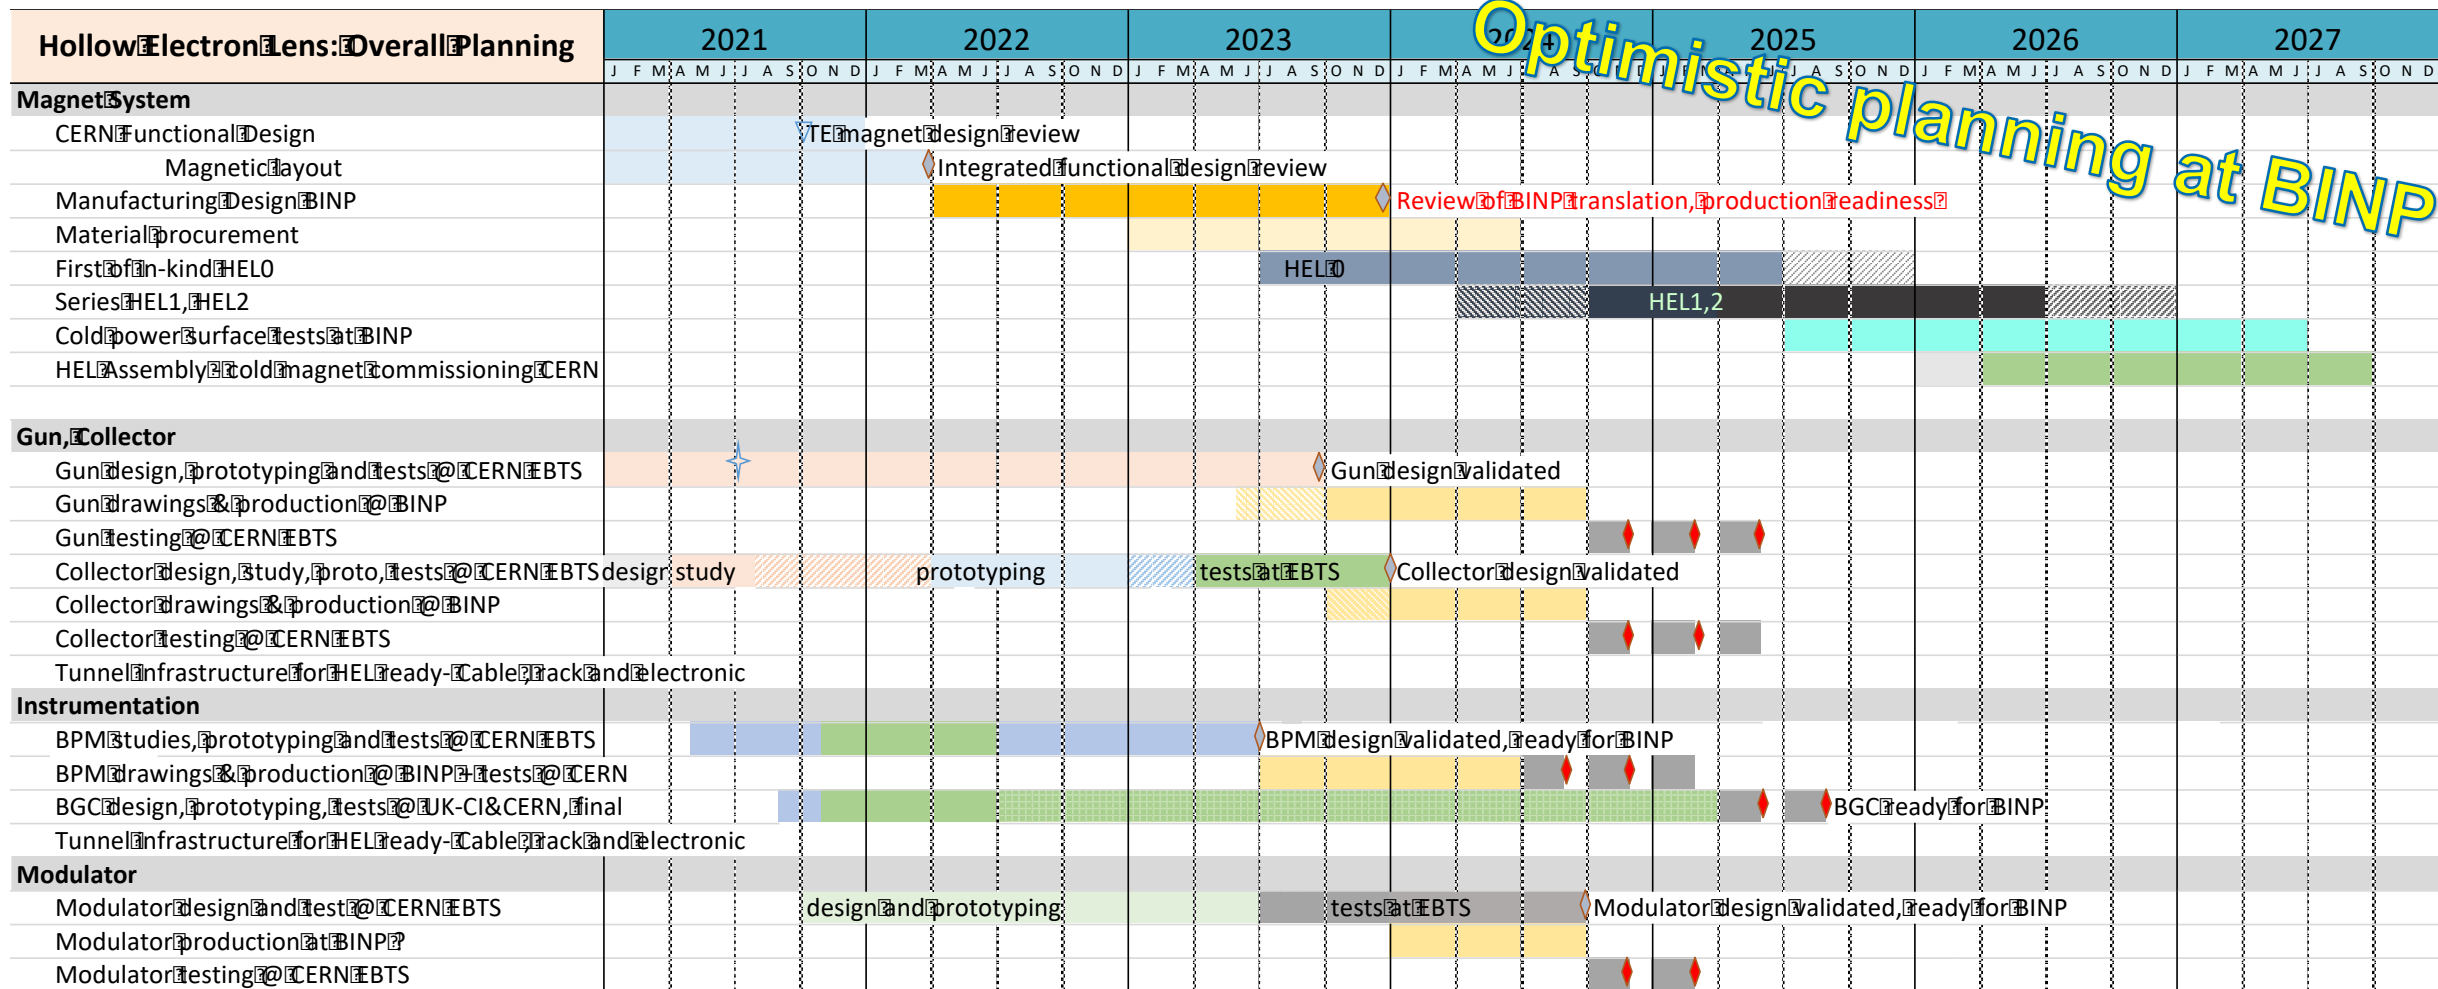 Hollow Electron Lens: Overall Planning
2021 2022 2023 2024 2025 2026 2027
Optimistic planning at BINP
J F M A M J J A S O N D J F M A M J J A S O N D J F M A M J J A S O N D J F M A M J J A S O N D J F M A M J J A S O N D J F M A M J J A S O N D J F M A M J J A S O N D
Magnet System
CERN Functional Design TE magnet design review
Magnetic layout Integrated functional design review
Manufacturing Design BINP Review of BINP translation, production readiness
Material procurement
First of in-kind HEL0 HEL 0
Series HEL1, HEL2 HEL1,2
Cold power surface tests at BINP
HEL Assembly - cold magnet commissioning CERN
Gun, Collector
Gun design, prototyping and tests @ CERN EBTS Gun design validated
Gun drawings & production @ BINP
Gun testing @ CERN EBTS
Collector design, study, proto, tests @ CERN EBTS design study prototyping tests at EBTS Collector design validated
Collector drawings & production @ BINP
Collector testing @ CERN EBTS
Tunnel infrastructure for HEL ready - Cable, rack and electronic
Instrumentation
BPM studies, prototyping and tests @ CERN EBTS BPM design validated, ready for BINP
BPM drawings & production @ BINP + tests @ CERN
BGC design, prototyping, tests @ UK-CI&CERN, final BGC ready for BINP
Tunnel infrastructure for HEL ready - Cable, rack and electronic
Modulator
Modulator design and test @ CERN EBTS design and prototyping tests at EBTS Modulator design validated, ready for BINP
Modulator production at BINP ?
Modulator testing @ CERN EBTS